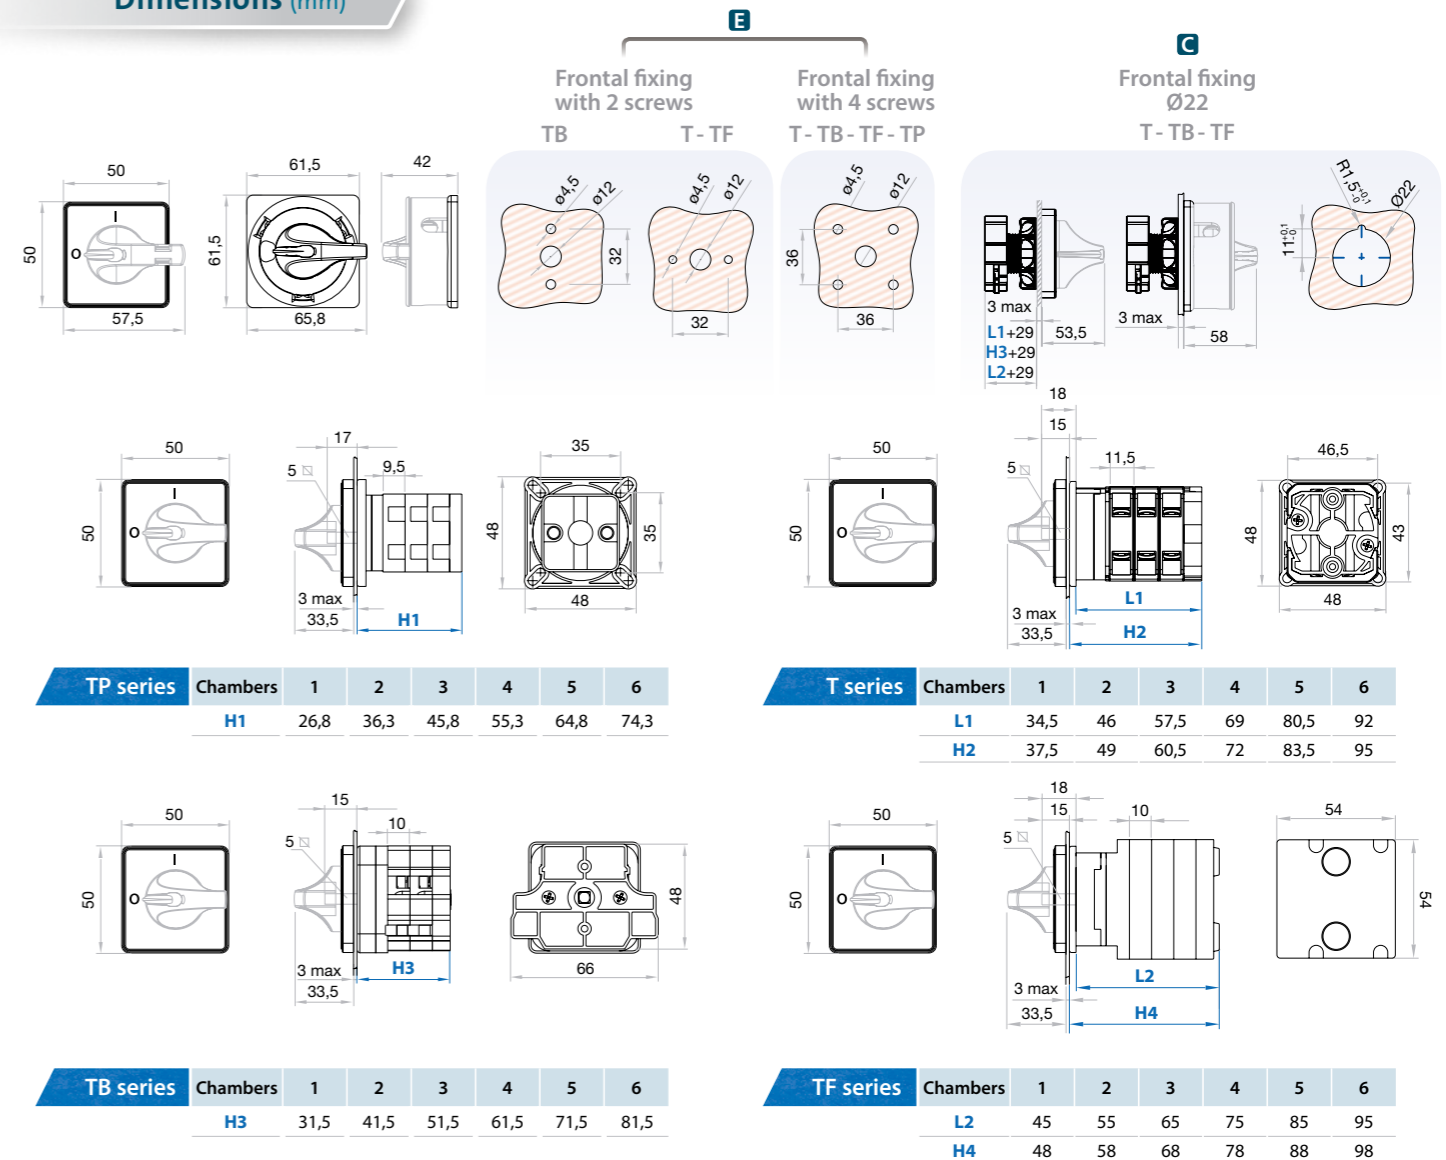 Dimensions (mm)
E
C
Frontal fixing
with 2 screws
Frontal fixing
with 4 screws
Frontal fixing
Ø22
TB
T - TF
T - TB - TF - TP
T - TB - TF
50
50
57,5
61,5
61,5
65,8
42
ø4,5
ø12
32
ø4,5
ø12
32
ø4,5
ø12
36
36
3 max
L1+29
H3+29
L2+29
53,5
3 max
58
R1,5 +0,1 -0
Ø22
11 +0,1 -0
50
50
17
5
9,5
3 max
33,5
H1
35
48
35
48
50
50
18
15
5
11,5
L1
3 max
33,5
H2
46,5
48
43
48
TP series Chambers 1 2 3 4 5 6
H1 26,8 36,3 45,8 55,3 64,8 74,3
T series Chambers 1 2 3 4 5 6
L1 34,5 46 57,5 69 80,5 92
H2 37,5 49 60,5 72 83,5 95
50
50
15
5
10
3 max
33,5
H3
48
66
50
50
18
15
5
10
L2
3 max
33,5
H4
54
54
TB series Chambers 1 2 3 4 5 6
H3 31,5 41,5 51,5 61,5 71,5 81,5
TF series Chambers 1 2 3 4 5 6
L2 45 55 65 75 85 95
H4 48 58 68 78 88 98